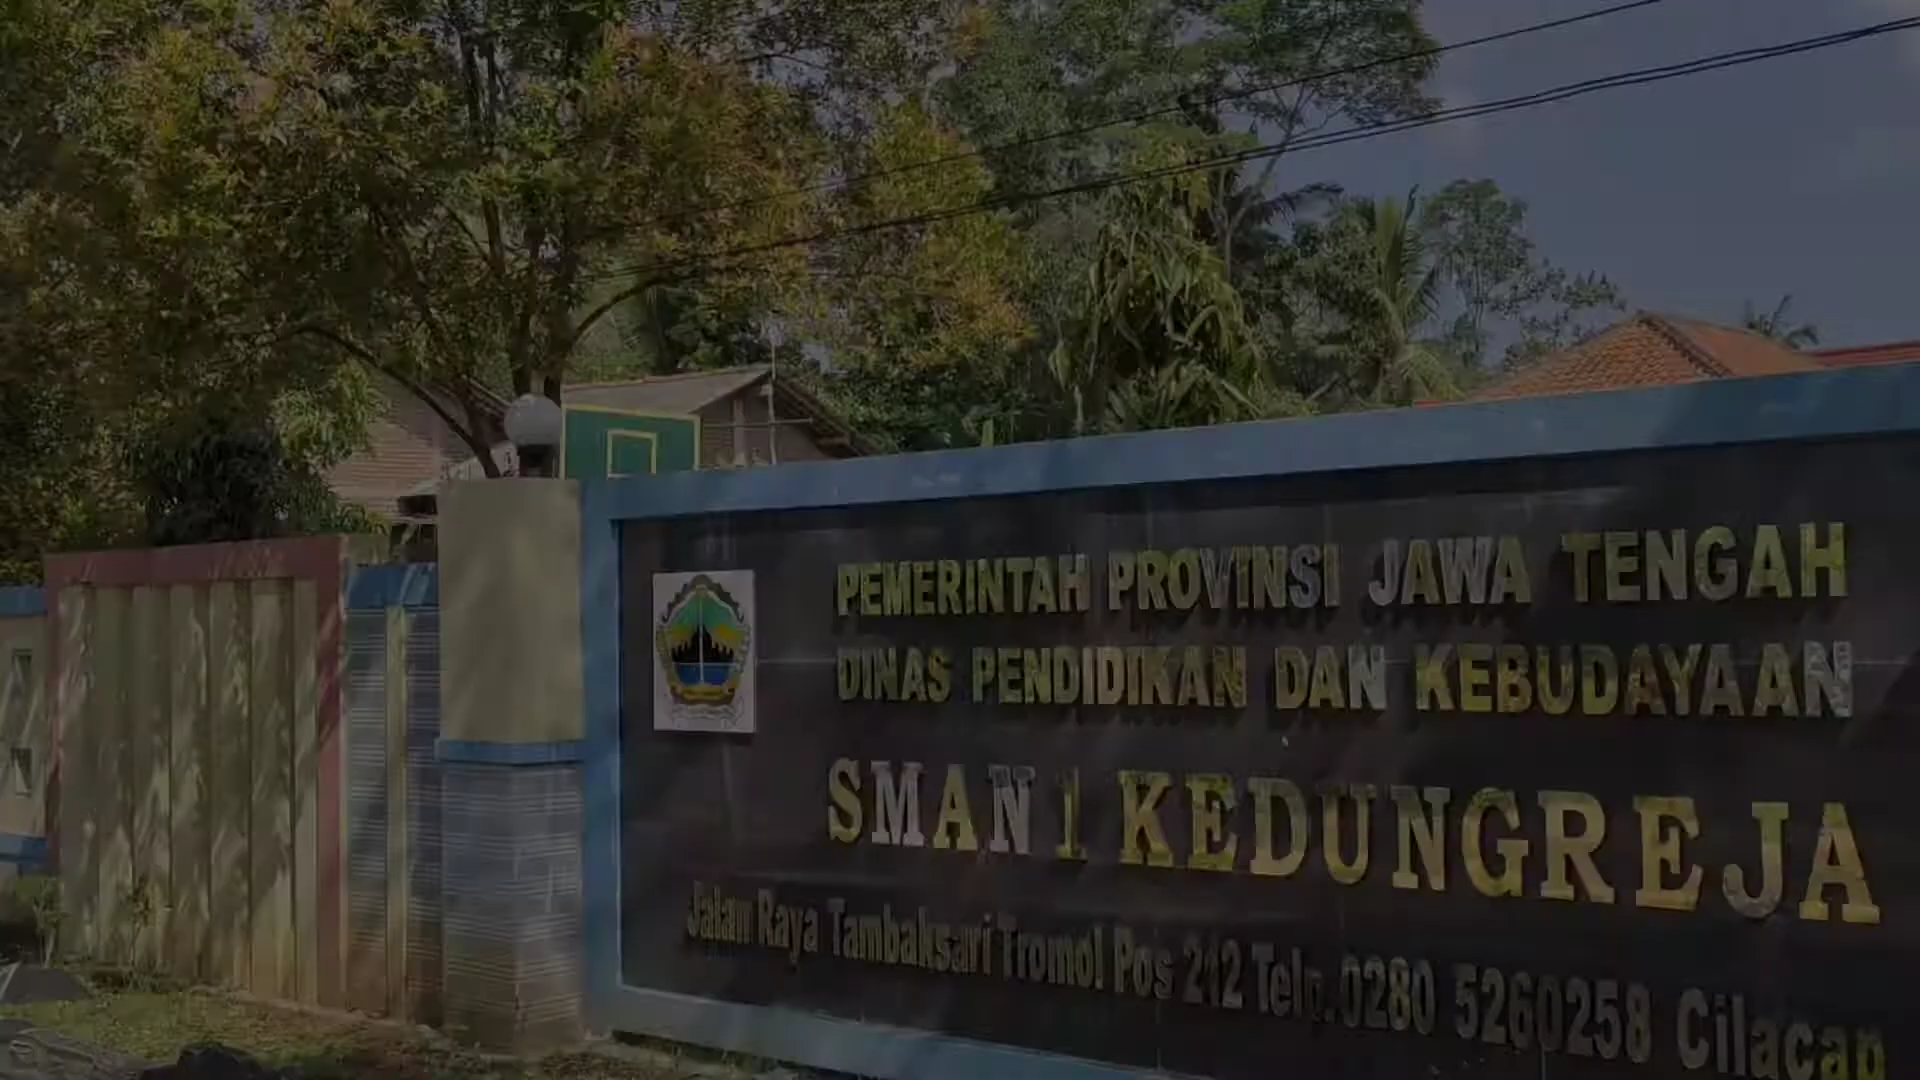 PEMERINTAH PROVINSI JAWA TENGAH
DINAS PENDIDIKAN DAN KEBUDAYAAN
SMAN 1 KEDUNGREJA
Jalan Raya Tambaksari Tromol Pos 212 Telp. 0280 5260258 Cilacap